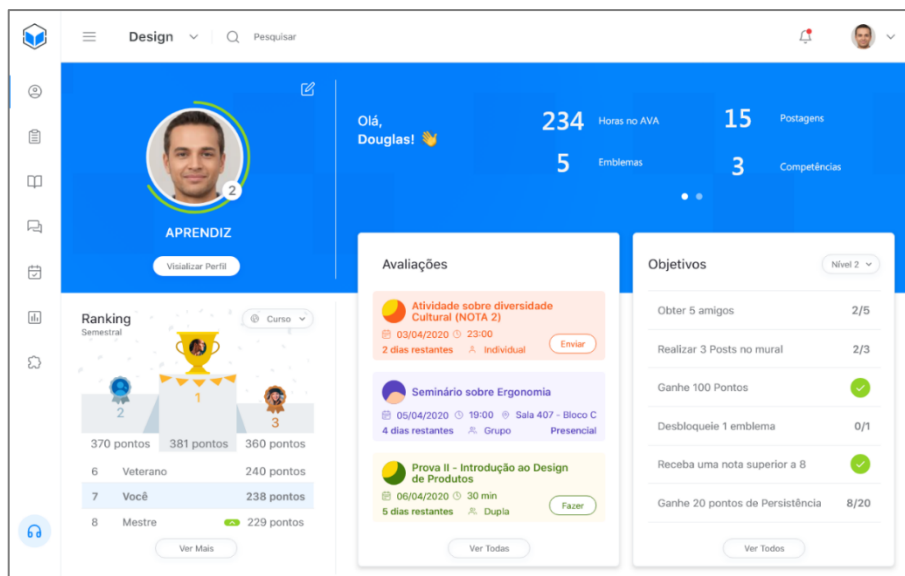 Design
Pesquisar
2
APRENDIZ
Visializar Perfil
Olá,
Douglas!
234 Horas no AVA
15 Postagens
5 Emblemas
3 Competências
Ranking
Semestral
Curso
1
2
3
370 pontos 381 pontos 360 pontos
6 Veterano 240 pontos
7 Você 238 pontos
8 Mestre 229 pontos
Ver Mais
Avaliações
Atividade sobre diversidade
Cultural (NOTA 2)
03/04/2020 23:00
2 dias restantes Individual
Enviar
Seminário sobre Ergonomia
05/04/2020 19:00 Sala 407 - Bloco C
4 dias restantes Grupo Presencial
Prova II - Introdução ao Design
de Produtos
06/04/2020 30 min
5 dias restantes Dupla
Fazer
Ver Todas
Objetivos
Nível 2
Obter 5 amigos 2/5
Realizar 3 Posts no mural 2/3
Ganhe 100 Pontos
Desbloqueie 1 emblema 0/1
Receba uma nota superior a 8
Ganhe 20 pontos de Persistência 8/20
Ver Todos